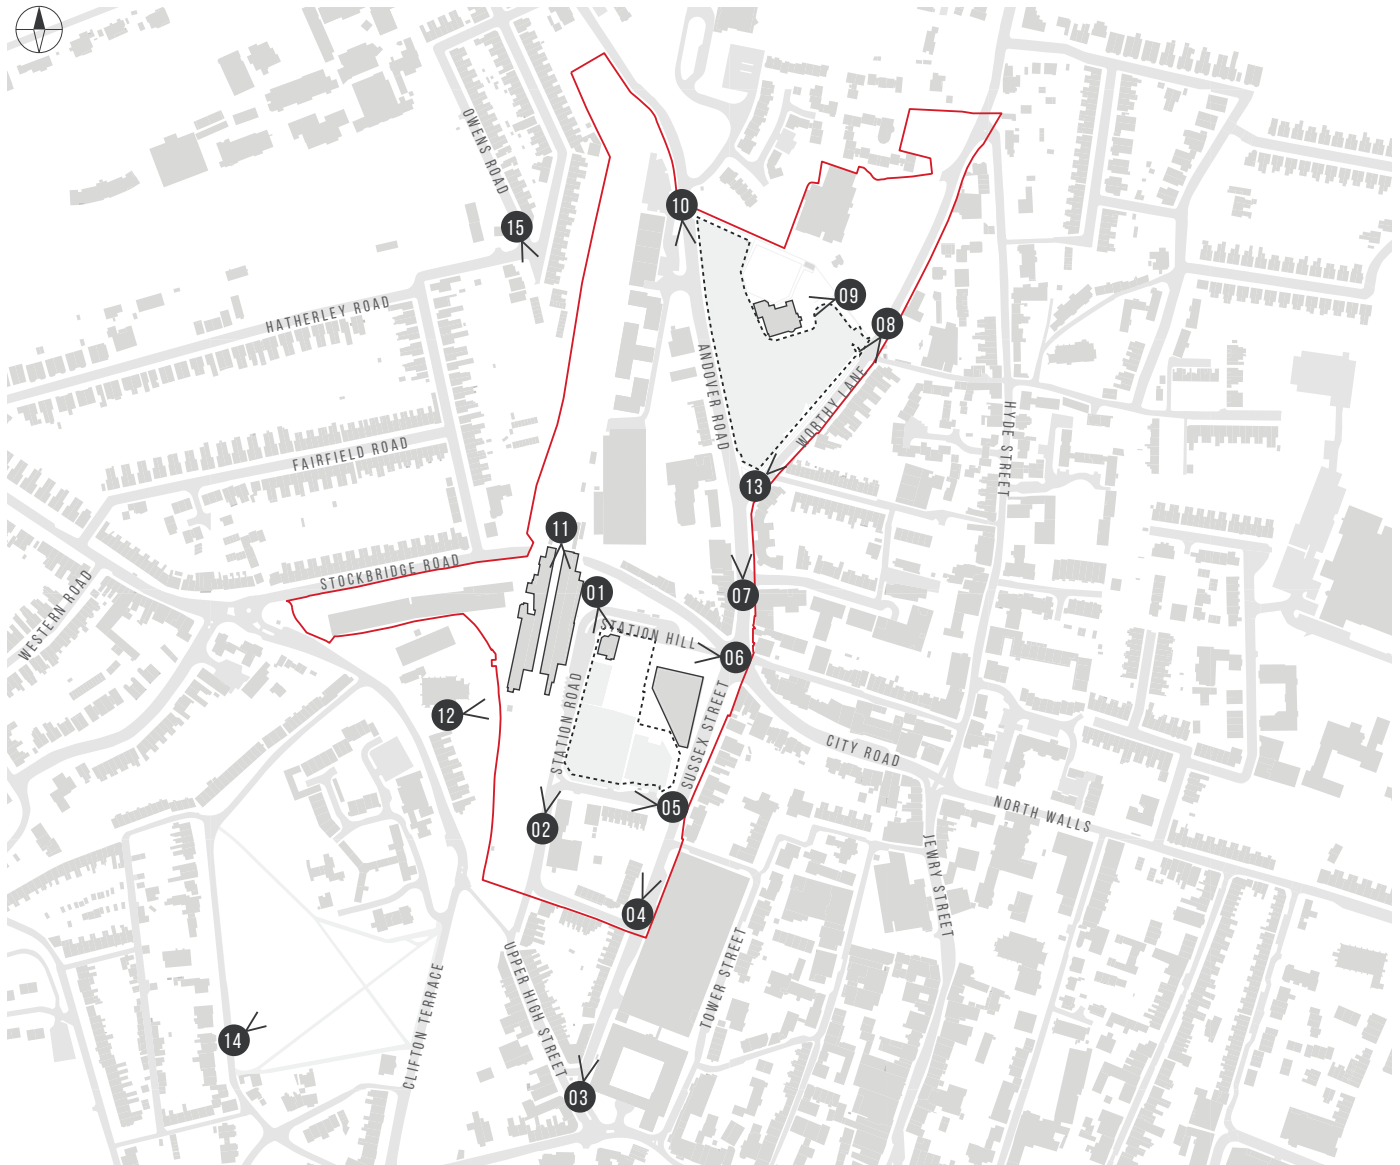 OWENS ROAD
10
15
09
HATHERLEY ROAD
08
ANDOVER ROAD
WORTHY LANE
HYDE STREET
FAIRFIELD ROAD
13
11
STOCKBRIDGE ROAD
01
07
WESTERN ROAD
STATION HILL
06
12
STATION ROAD
SUSSEX STREET
CITY ROAD
05
02
NORTH WALLS
JEWRY STREET
04
UPPER HIGH STREET
TOWER STREET
CLIFTON TERRACE
14
03